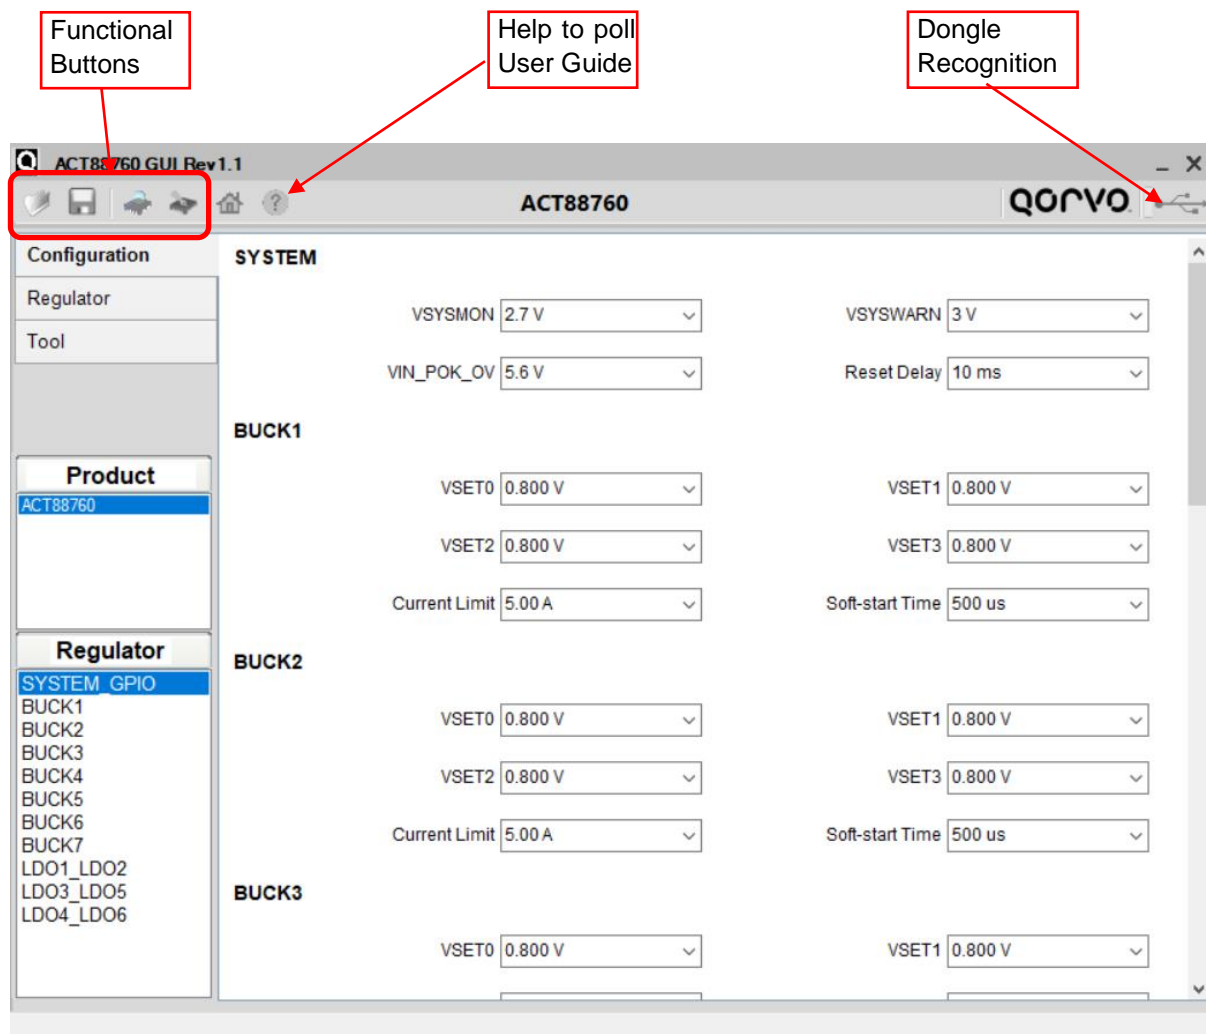 Functional
Buttons
Help to poll
User Guide
Dongle
Recognition
ACT88760 GUI Rev1.1
ACT88760
QORVO
Configuration
Regulator
Tool
Product
ACT88760
Regulator
SYSTEM_GPIO
BUCK1
BUCK2
BUCK3
BUCK4
BUCK5
BUCK6
BUCK7
LDO1_LDO2
LDO3_LDO5
LDO4_LDO6
SYSTEM
VSYSMON 2.7 V
VSYSWARN 3 V
VIN_POK_OV 5.6 V
Reset Delay 10 ms
BUCK1
VSET0 0.800 V
VSET1 0.800 V
VSET2 0.800 V
VSET3 0.800 V
Current Limit 5.00 A
Soft-start Time 500 us
BUCK2
VSET0 0.800 V
VSET1 0.800 V
VSET2 0.800 V
VSET3 0.800 V
Current Limit 5.00 A
Soft-start Time 500 us
BUCK3
VSET0 0.800 V
VSET1 0.800 V